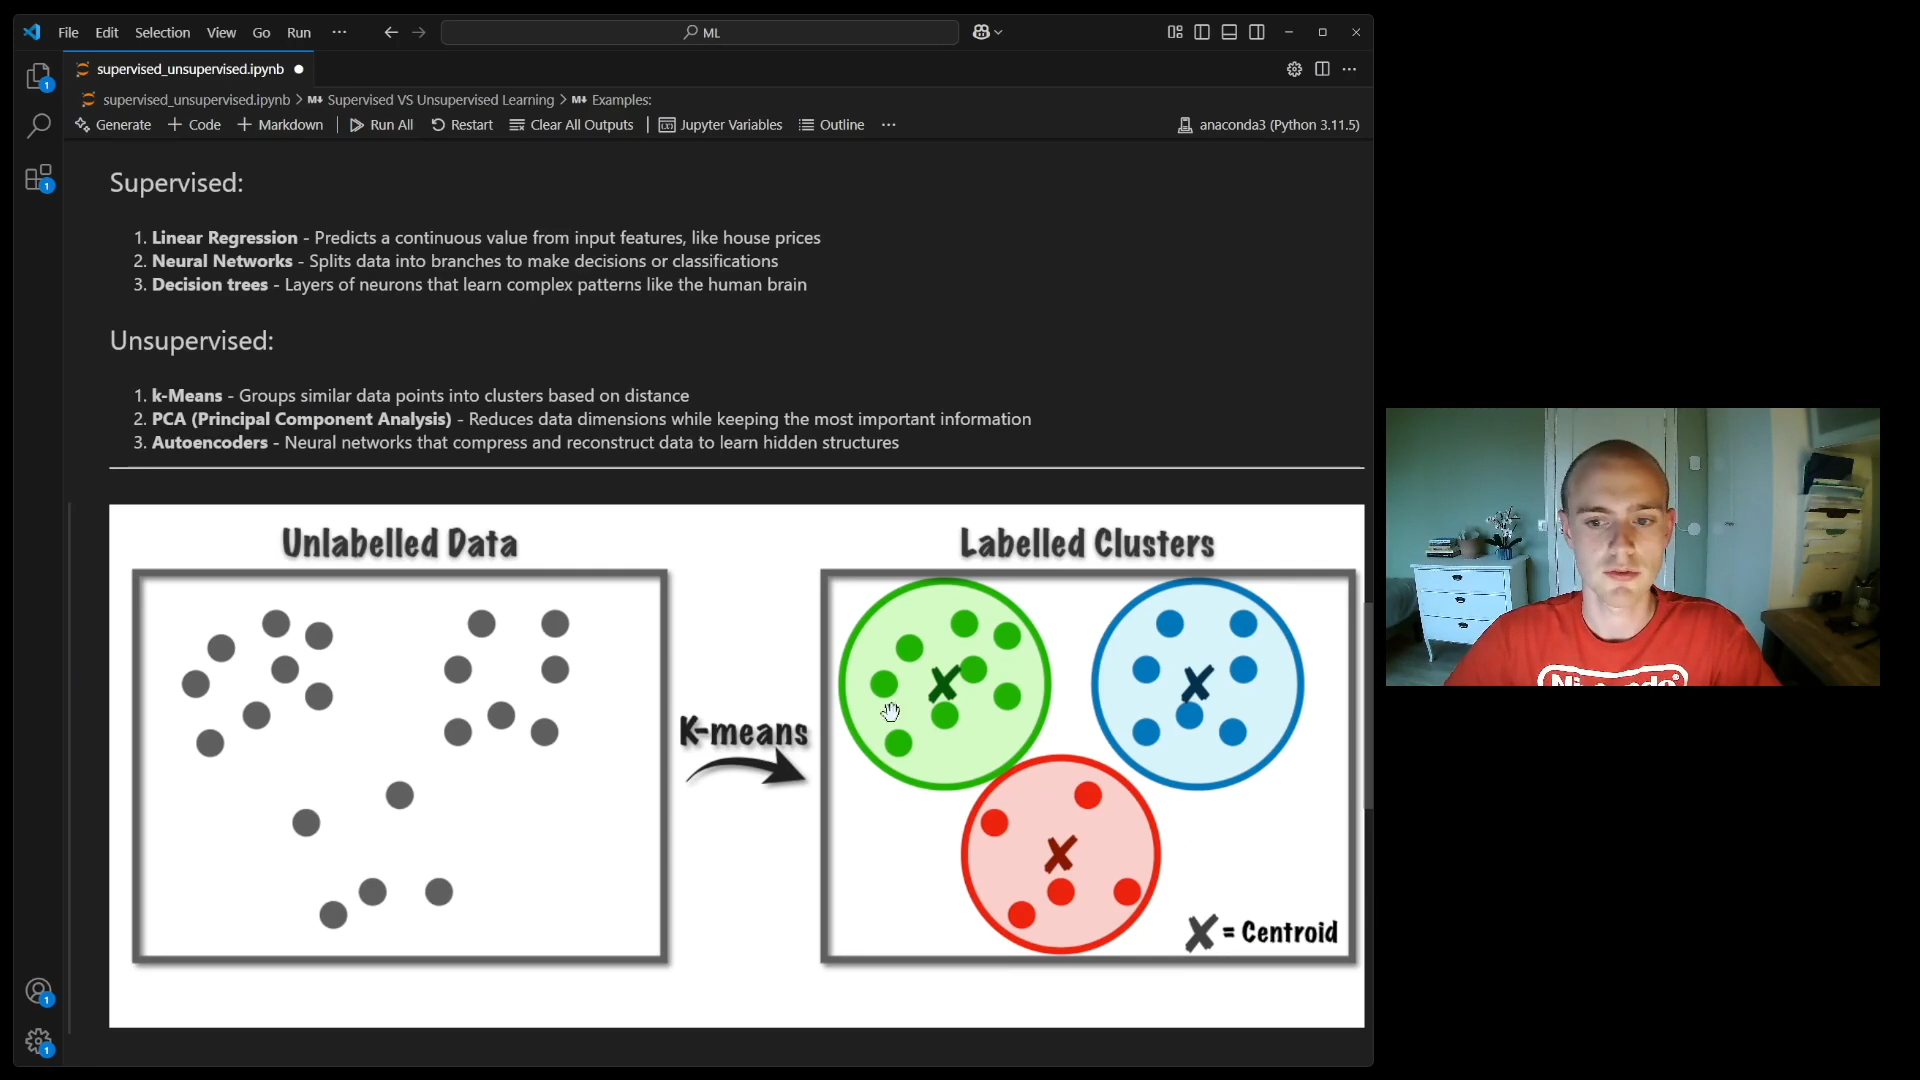 File Edit Selection View Go Run ··· ML
supervised_unsupervised.ipynb
supervised_unsupervised.ipynb > M↓ Supervised VS Unsupervised Learning > M↓ Examples:
Generate + Code + Markdown | Run All Restart Clear All Outputs | Jupyter Variables Outline ··· anaconda3 (Python 3.11.5)
Supervised:
1. Linear Regression - Predicts a continuous value from input features, like house prices
2. Neural Networks - Splits data into branches to make decisions or classifications
3. Decision trees - Layers of neurons that learn complex patterns like the human brain
Unsupervised:
1. k-Means - Groups similar data points into clusters based on distance
2. PCA (Principal Component Analysis) - Reduces data dimensions while keeping the most important information
3. Autoencoders - Neural networks that compress and reconstruct data to learn hidden structures
Unlabelled Data
Labelled Clusters
K-means
X = Centroid
1
1
1
1
Nintendo